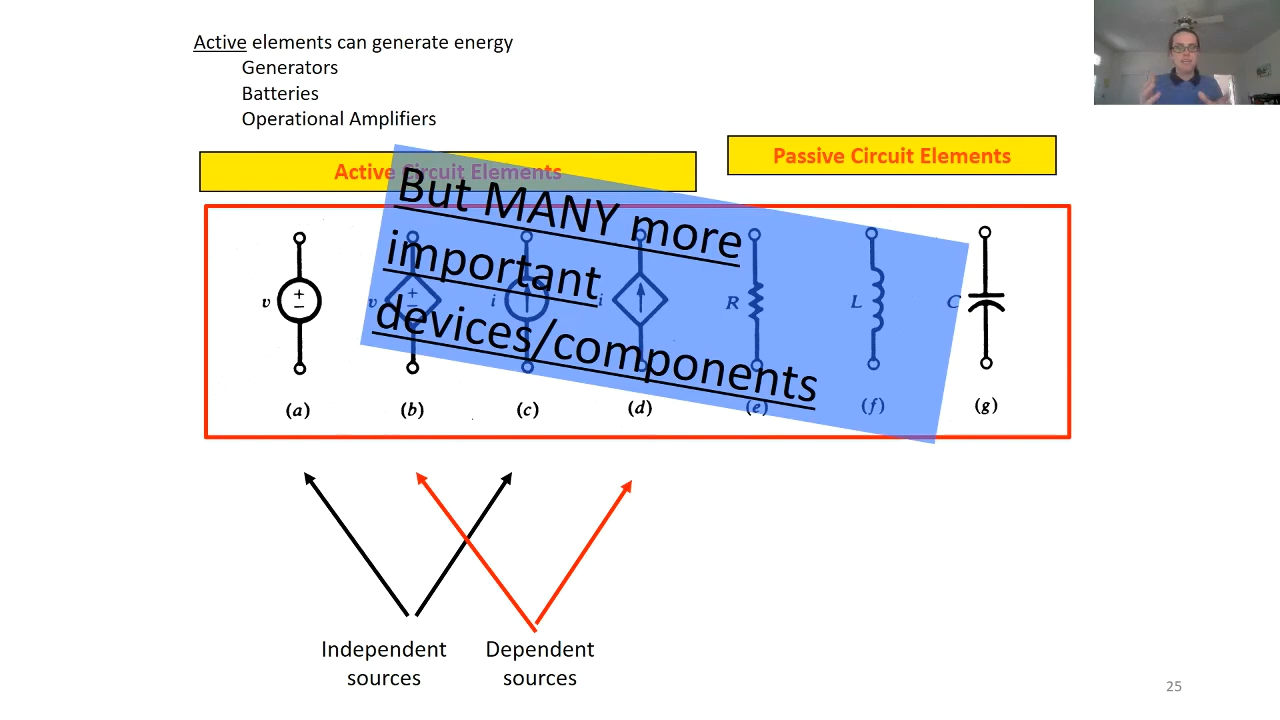 Active elements can generate energy
Generators
Batteries
Operational Amplifiers
Active Circuit Elements
Passive Circuit Elements
But MANY more
important
devices/components
v
v
i
i
R
L
C
+
−
+
−
(a)
(b)
(c)
(d)
(e)
(f)
(g)
Independent
sources
Dependent
sources
25